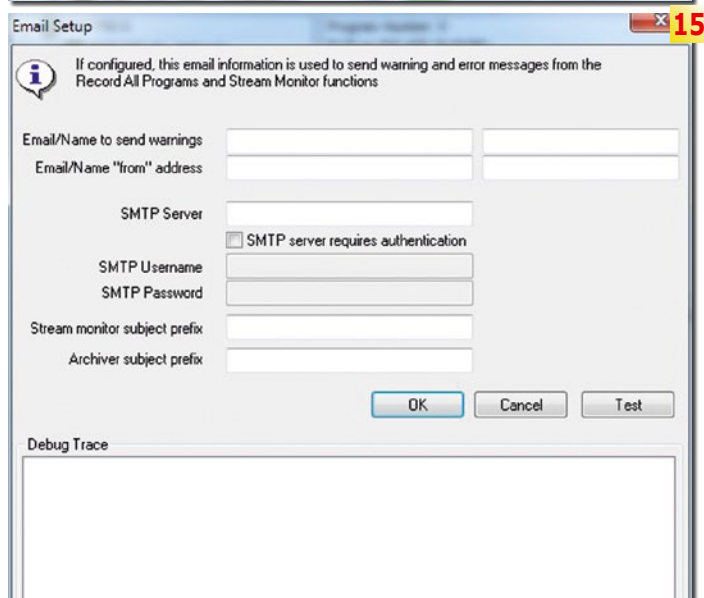 Email Setup
15
If configured, this email information is used to send warning and error messages from the
Record All Programs and Stream Monitor functions
Email/Name to send warnings
Email/Name "from" address
SMTP Server
SMTP server requires authentication
SMTP Username
SMTP Password
Stream monitor subject prefix
Archiver subject prefix
OK Cancel Test
Debug Trace